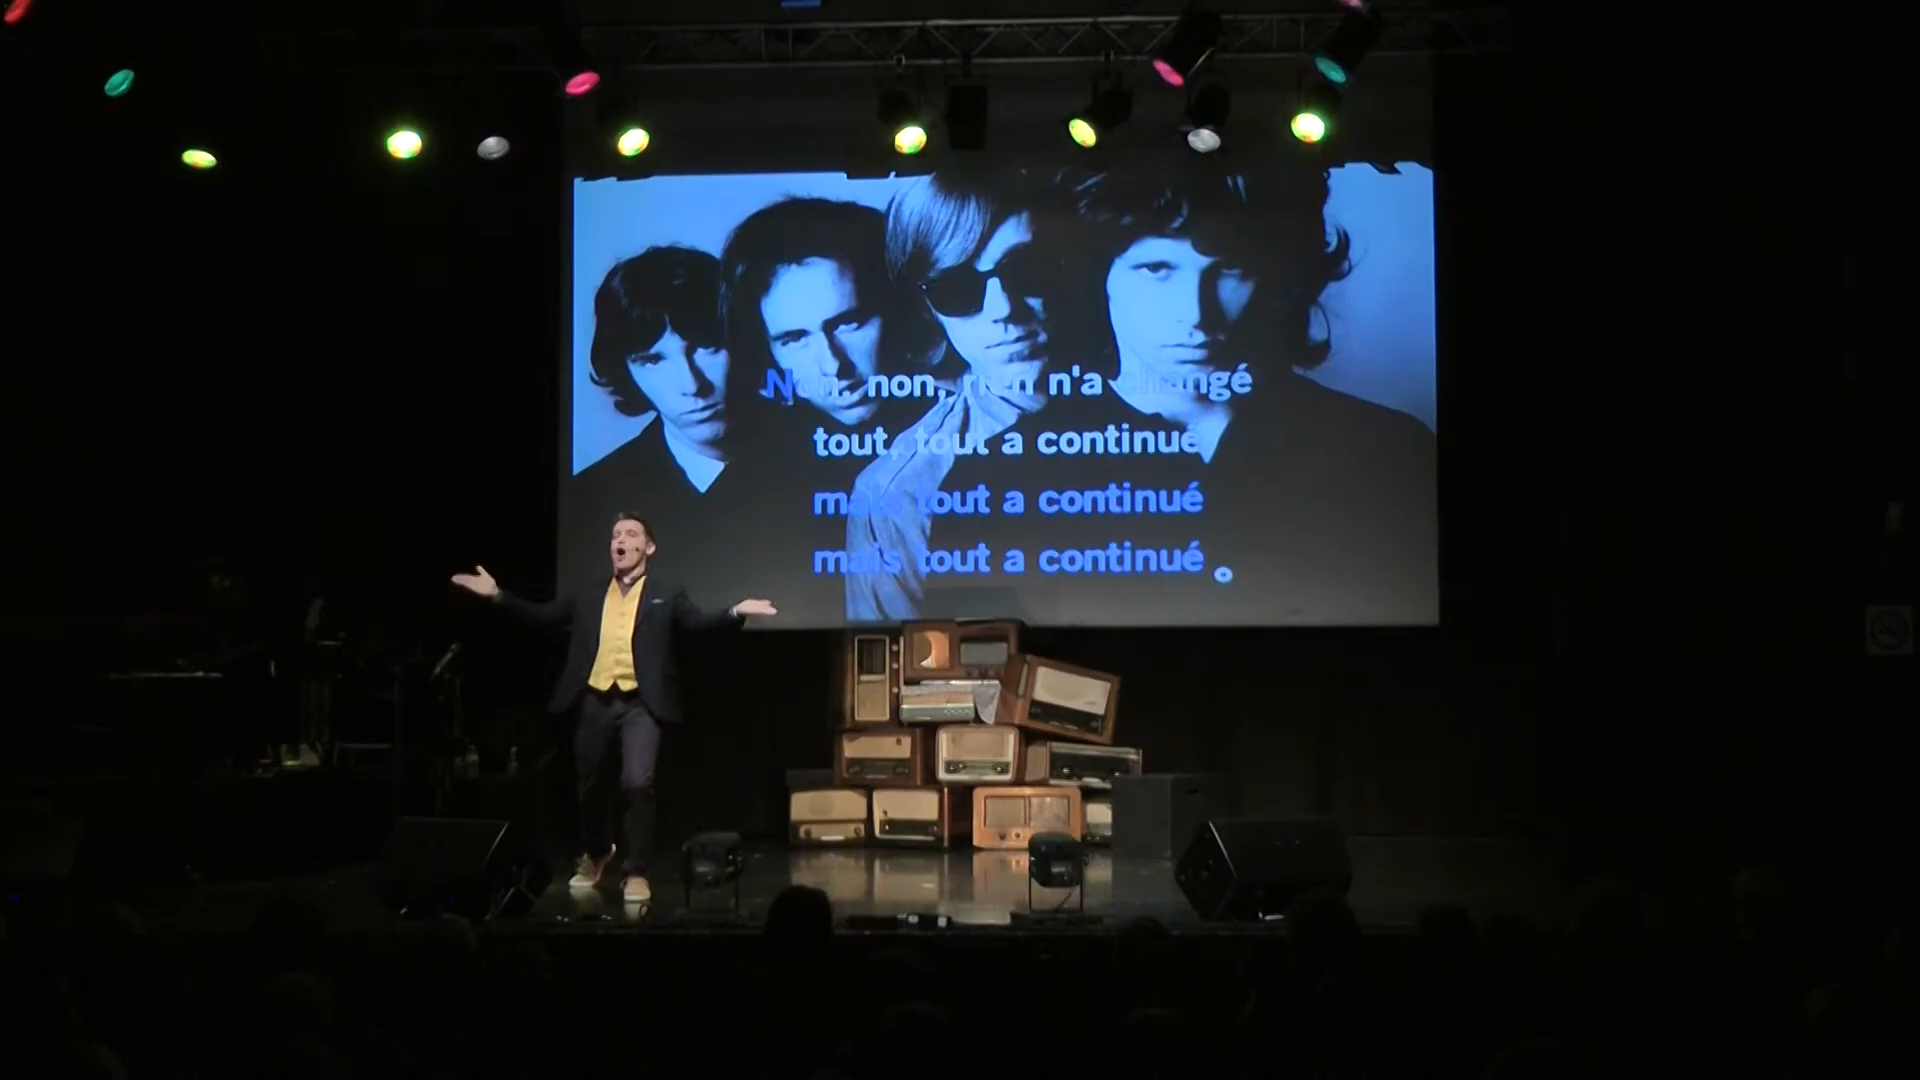 Non, non, rien n'a changé
tout, tout a continué
mais tout a continué
mais tout a continué